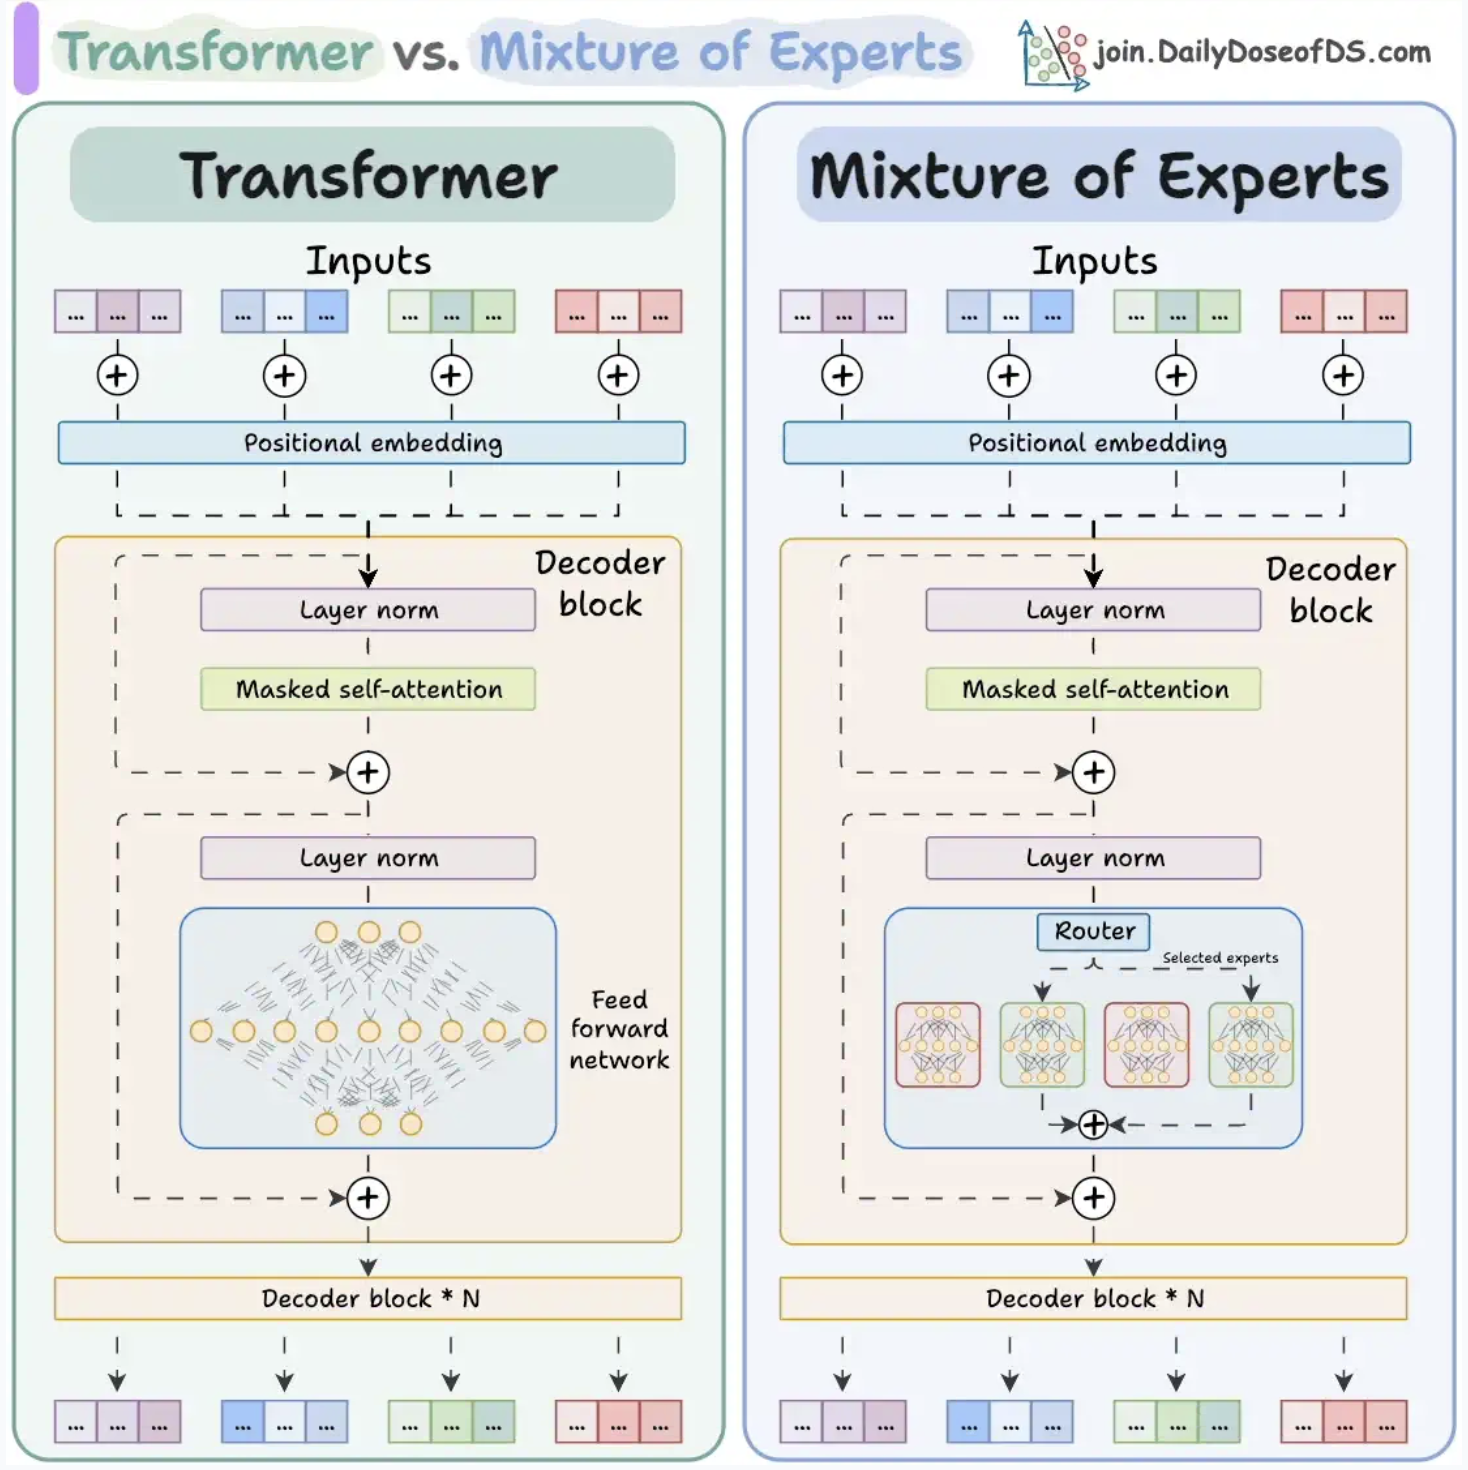 Transformer vs. Mixture of Experts
join.DailyDoseofDS.com
Transformer
Inputs
... ... ... ... ... ... ... ... ... ... ... ...
+ + + +
Positional embedding
Decoder
block
Layer norm
Masked self-attention
+
Layer norm
Feed
forward
network
+
Decoder block * N
... ... ... ... ... ... ... ... ... ... ... ...
Mixture of Experts
Inputs
... ... ... ... ... ... ... ... ... ... ... ...
+ + + +
Positional embedding
Decoder
block
Layer norm
Masked self-attention
+
Layer norm
Router
Selected experts
+
+
Decoder block * N
... ... ... ... ... ... ... ... ... ... ... ...